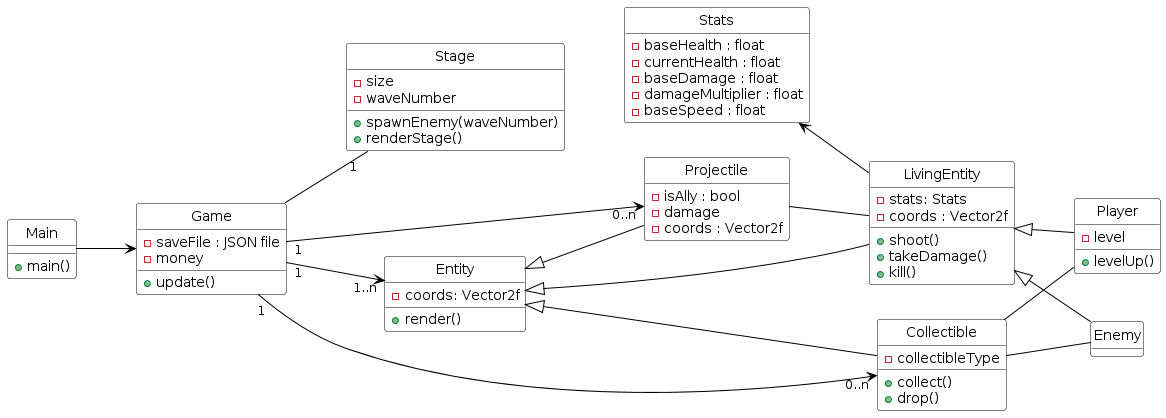 Main
main()
Game
saveFile : JSON file
money
update()
1
1
1
1
Stage
size
waveNumber
spawnEnemy(waveNumber)
renderStage()
Entity
coords: Vector2f
render()
1..n
Stats
baseHealth : float
currentHealth : float
baseDamage : float
damageMultiplier : float
baseSpeed : float
Projectile
isAlly : bool
damage
coords : Vector2f
0..n
LivingEntity
stats: Stats
coords : Vector2f
shoot()
takeDamage()
kill()
Collectible
collectibleType
collect()
drop()
0..n
Player
level
levelUp()
Enemy